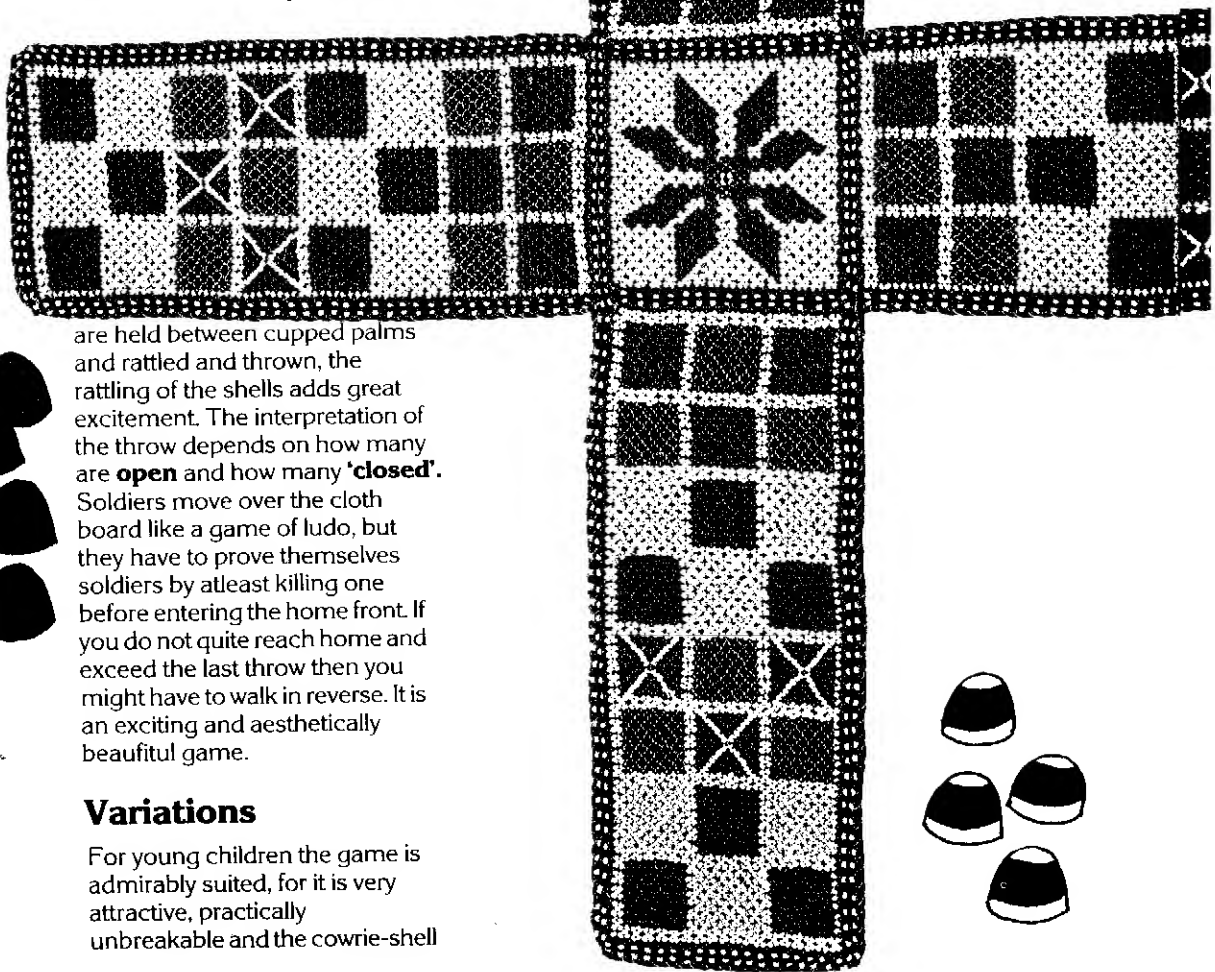 are held between cupped palms
and rattled and thrown, the
rattling of the shells adds great
excitement. The interpretation of
the throw depends on how many
are open and how many 'closed'.
Soldiers move over the cloth
board like a game of ludo, but
they have to prove themselves
soldiers by atleast killing one
before entering the home front. If
you do not quite reach home and
exceed the last throw then you
might have to walk in reverse. It is
an exciting and aesthetically
beaufitul game.
Variations
For young children the game is
admirably suited, for it is very
attractive, practically
unbreakable and the cowrie-shell